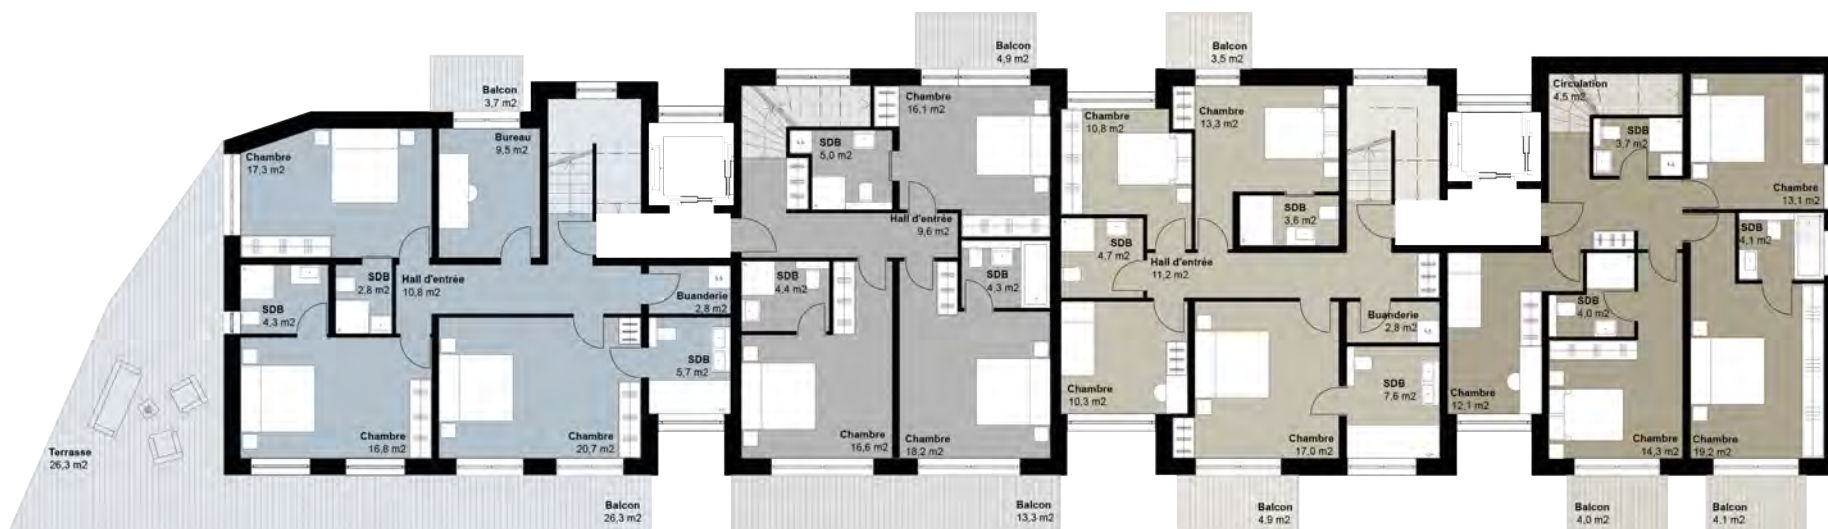 Balcon
3,7 m2
Chambre
17,3 m2
Bureau
9,5 m2
SDB
4,3 m2
SDB
2,8 m2
Hall d'entrée
10,8 m2
Buanderie
2,8 m2
SDB
5,7 m2
Chambre
16,8 m2
Chambre
20,7 m2
Terrasse
26,3 m2
Balcon
26,3 m2
Balcon
4,9 m2
Chambre
16,1 m2
SDB
5,0 m2
Hall d'entrée
9,6 m2
SDB
4,4 m2
SDB
4,3 m2
Chambre
16,6 m2
Chambre
18,2 m2
Balcon
13,3 m2
Balcon
3,5 m2
Chambre
10,8 m2
Chambre
13,3 m2
SDB
3,6 m2
SDB
4,7 m2
Hall d'entrée
11,2 m2
Buanderie
2,8 m2
Chambre
10,3 m2
SDB
7,6 m2
Chambre
17,0 m2
Balcon
4,9 m2
Circulation
4,5 m2
SDB
3,7 m2
Chambre
13,1 m2
SDB
4,1 m2
SDB
4,0 m2
Chambre
12,1 m2
Chambre
14,3 m2
Chambre
19,2 m2
Balcon
4,0 m2
Balcon
4,1 m2